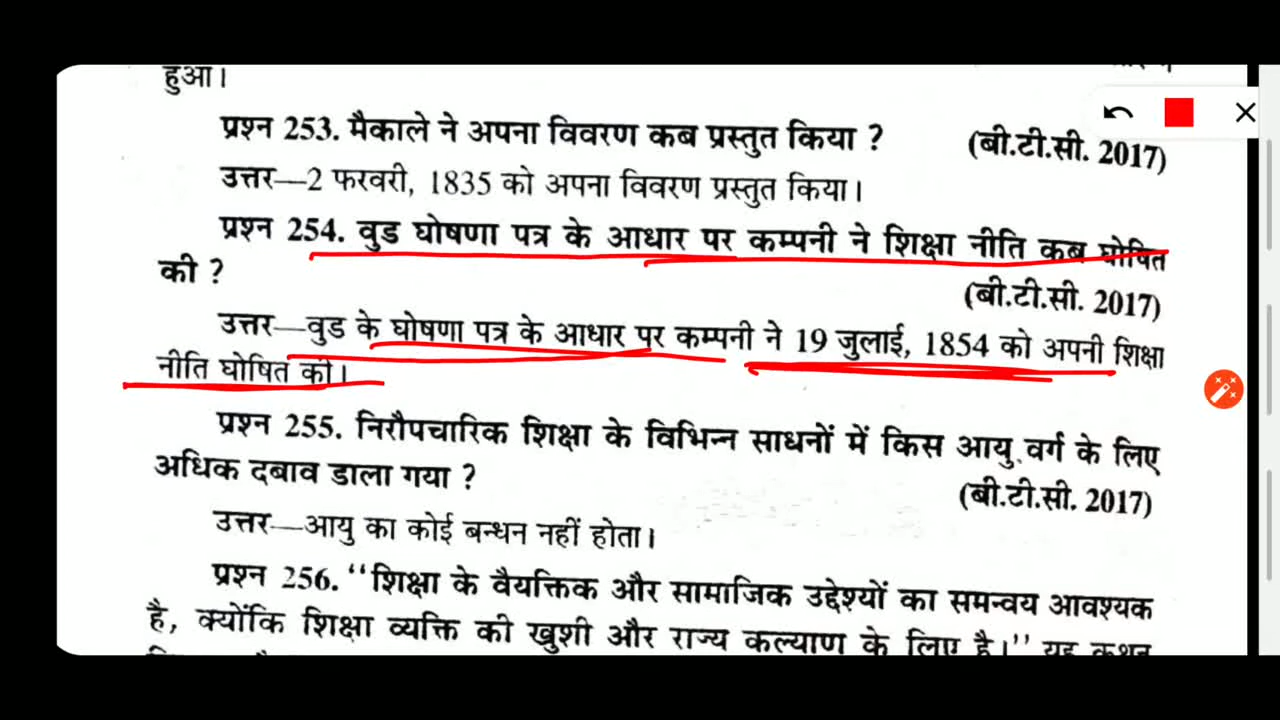 हुआ।
प्रश्न 253. मैकाले ने अपना विवरण कब प्रस्तुत किया ? (बी.टी.सी. 2017)
उत्तर—2 फरवरी, 1835 को अपना विवरण प्रस्तुत किया।
प्रश्न 254. वुड घोषणा पत्र के आधार पर कम्पनी ने शिक्षा नीति कब घोषित
की ? (बी.टी.सी. 2017)
उत्तर—वुड के घोषणा पत्र के आधार पर कम्पनी ने 19 जुलाई, 1854 को अपनी शिक्षा
नीति घोषित की।
प्रश्न 255. निरौपचारिक शिक्षा के विभिन्न साधनों में किस आयु वर्ग के लिए
अधिक दबाव डाला गया ? (बी.टी.सी. 2017)
उत्तर—आयु का कोई बन्धन नहीं होता।
प्रश्न 256. ‘‘शिक्षा के वैयक्तिक और सामाजिक उद्देश्यों का समन्वय आवश्यक
है, क्योंकि शिक्षा व्यक्ति की खुशी और राज्य कल्याण के लिए है।’’ यह कथन